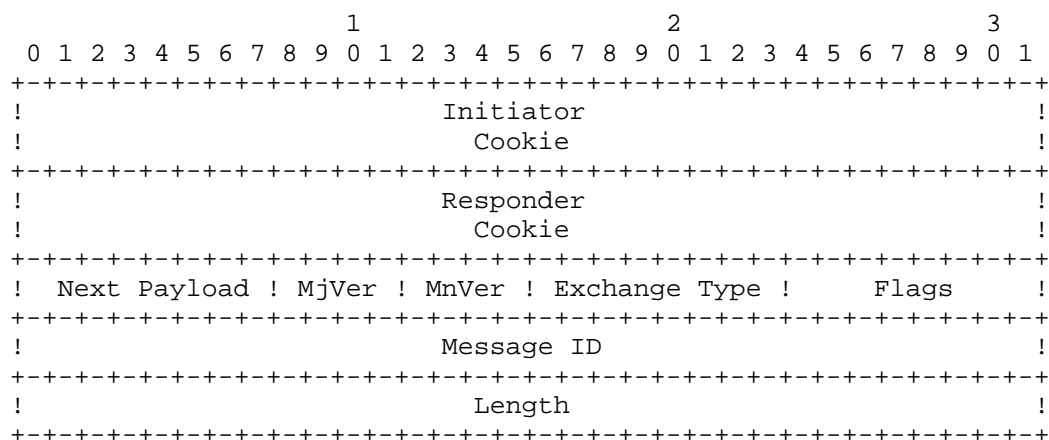 1                   2                   3
 0 1 2 3 4 5 6 7 8 9 0 1 2 3 4 5 6 7 8 9 0 1 2 3 4 5 6 7 8 9 0 1
+-+-+-+-+-+-+-+-+-+-+-+-+-+-+-+-+-+-+-+-+-+-+-+-+-+-+-+-+-+-+-+-+
!                          Initiator                            !
!                            Cookie                             !
+-+-+-+-+-+-+-+-+-+-+-+-+-+-+-+-+-+-+-+-+-+-+-+-+-+-+-+-+-+-+-+-+
!                          Responder                            !
!                            Cookie                             !
+-+-+-+-+-+-+-+-+-+-+-+-+-+-+-+-+-+-+-+-+-+-+-+-+-+-+-+-+-+-+-+-+
!  Next Payload ! MjVer ! MnVer ! Exchange Type !     Flags     !
+-+-+-+-+-+-+-+-+-+-+-+-+-+-+-+-+-+-+-+-+-+-+-+-+-+-+-+-+-+-+-+-+
!                          Message ID                           !
+-+-+-+-+-+-+-+-+-+-+-+-+-+-+-+-+-+-+-+-+-+-+-+-+-+-+-+-+-+-+-+-+
!                            Length                             !
+-+-+-+-+-+-+-+-+-+-+-+-+-+-+-+-+-+-+-+-+-+-+-+-+-+-+-+-+-+-+-+-+